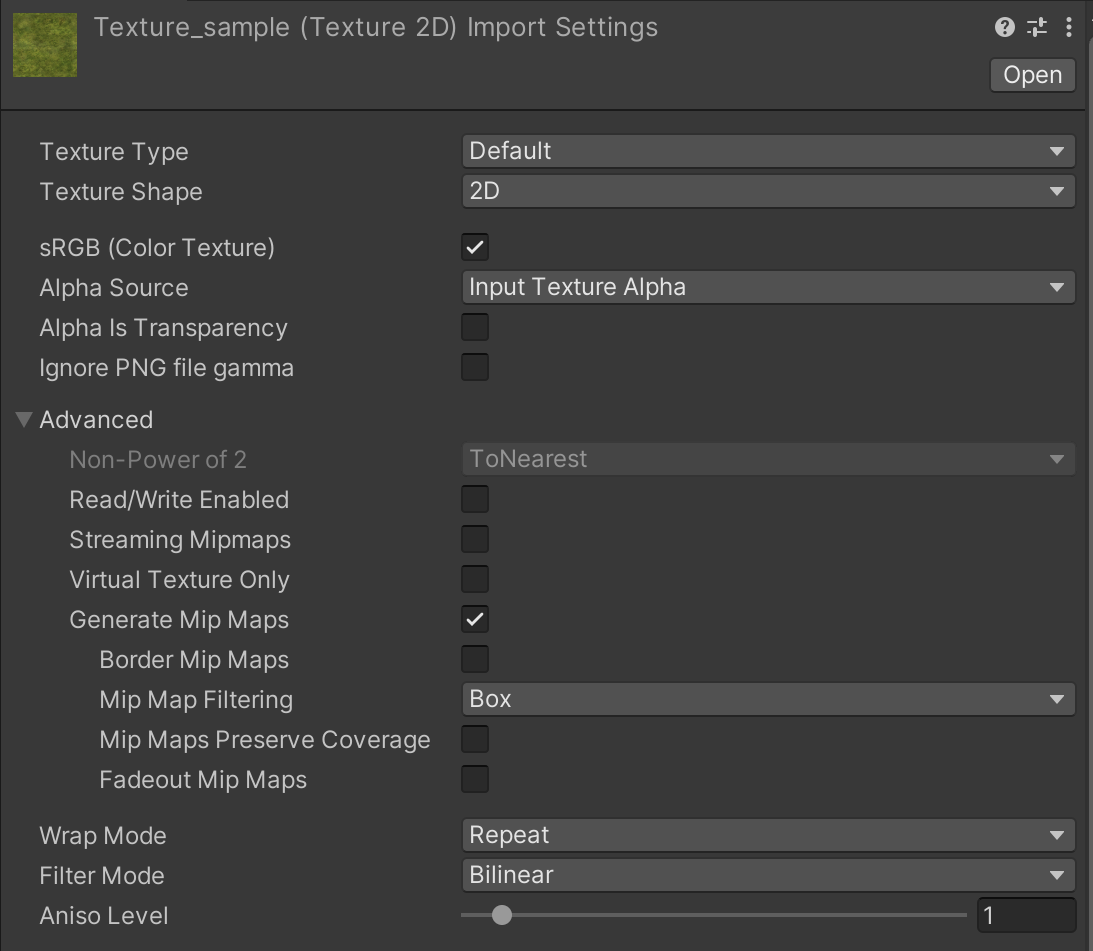 Texture_sample (Texture 2D) Import Settings
Open
Texture Type Default
Texture Shape 2D
sRGB (Color Texture)
Alpha Source Input Texture Alpha
Alpha Is Transparency
Ignore PNG file gamma
Advanced
Non-Power of 2 ToNearest
Read/Write Enabled
Streaming Mipmaps
Virtual Texture Only
Generate Mip Maps
Border Mip Maps
Mip Map Filtering Box
Mip Maps Preserve Coverage
Fadeout Mip Maps
Wrap Mode Repeat
Filter Mode Bilinear
Aniso Level 1